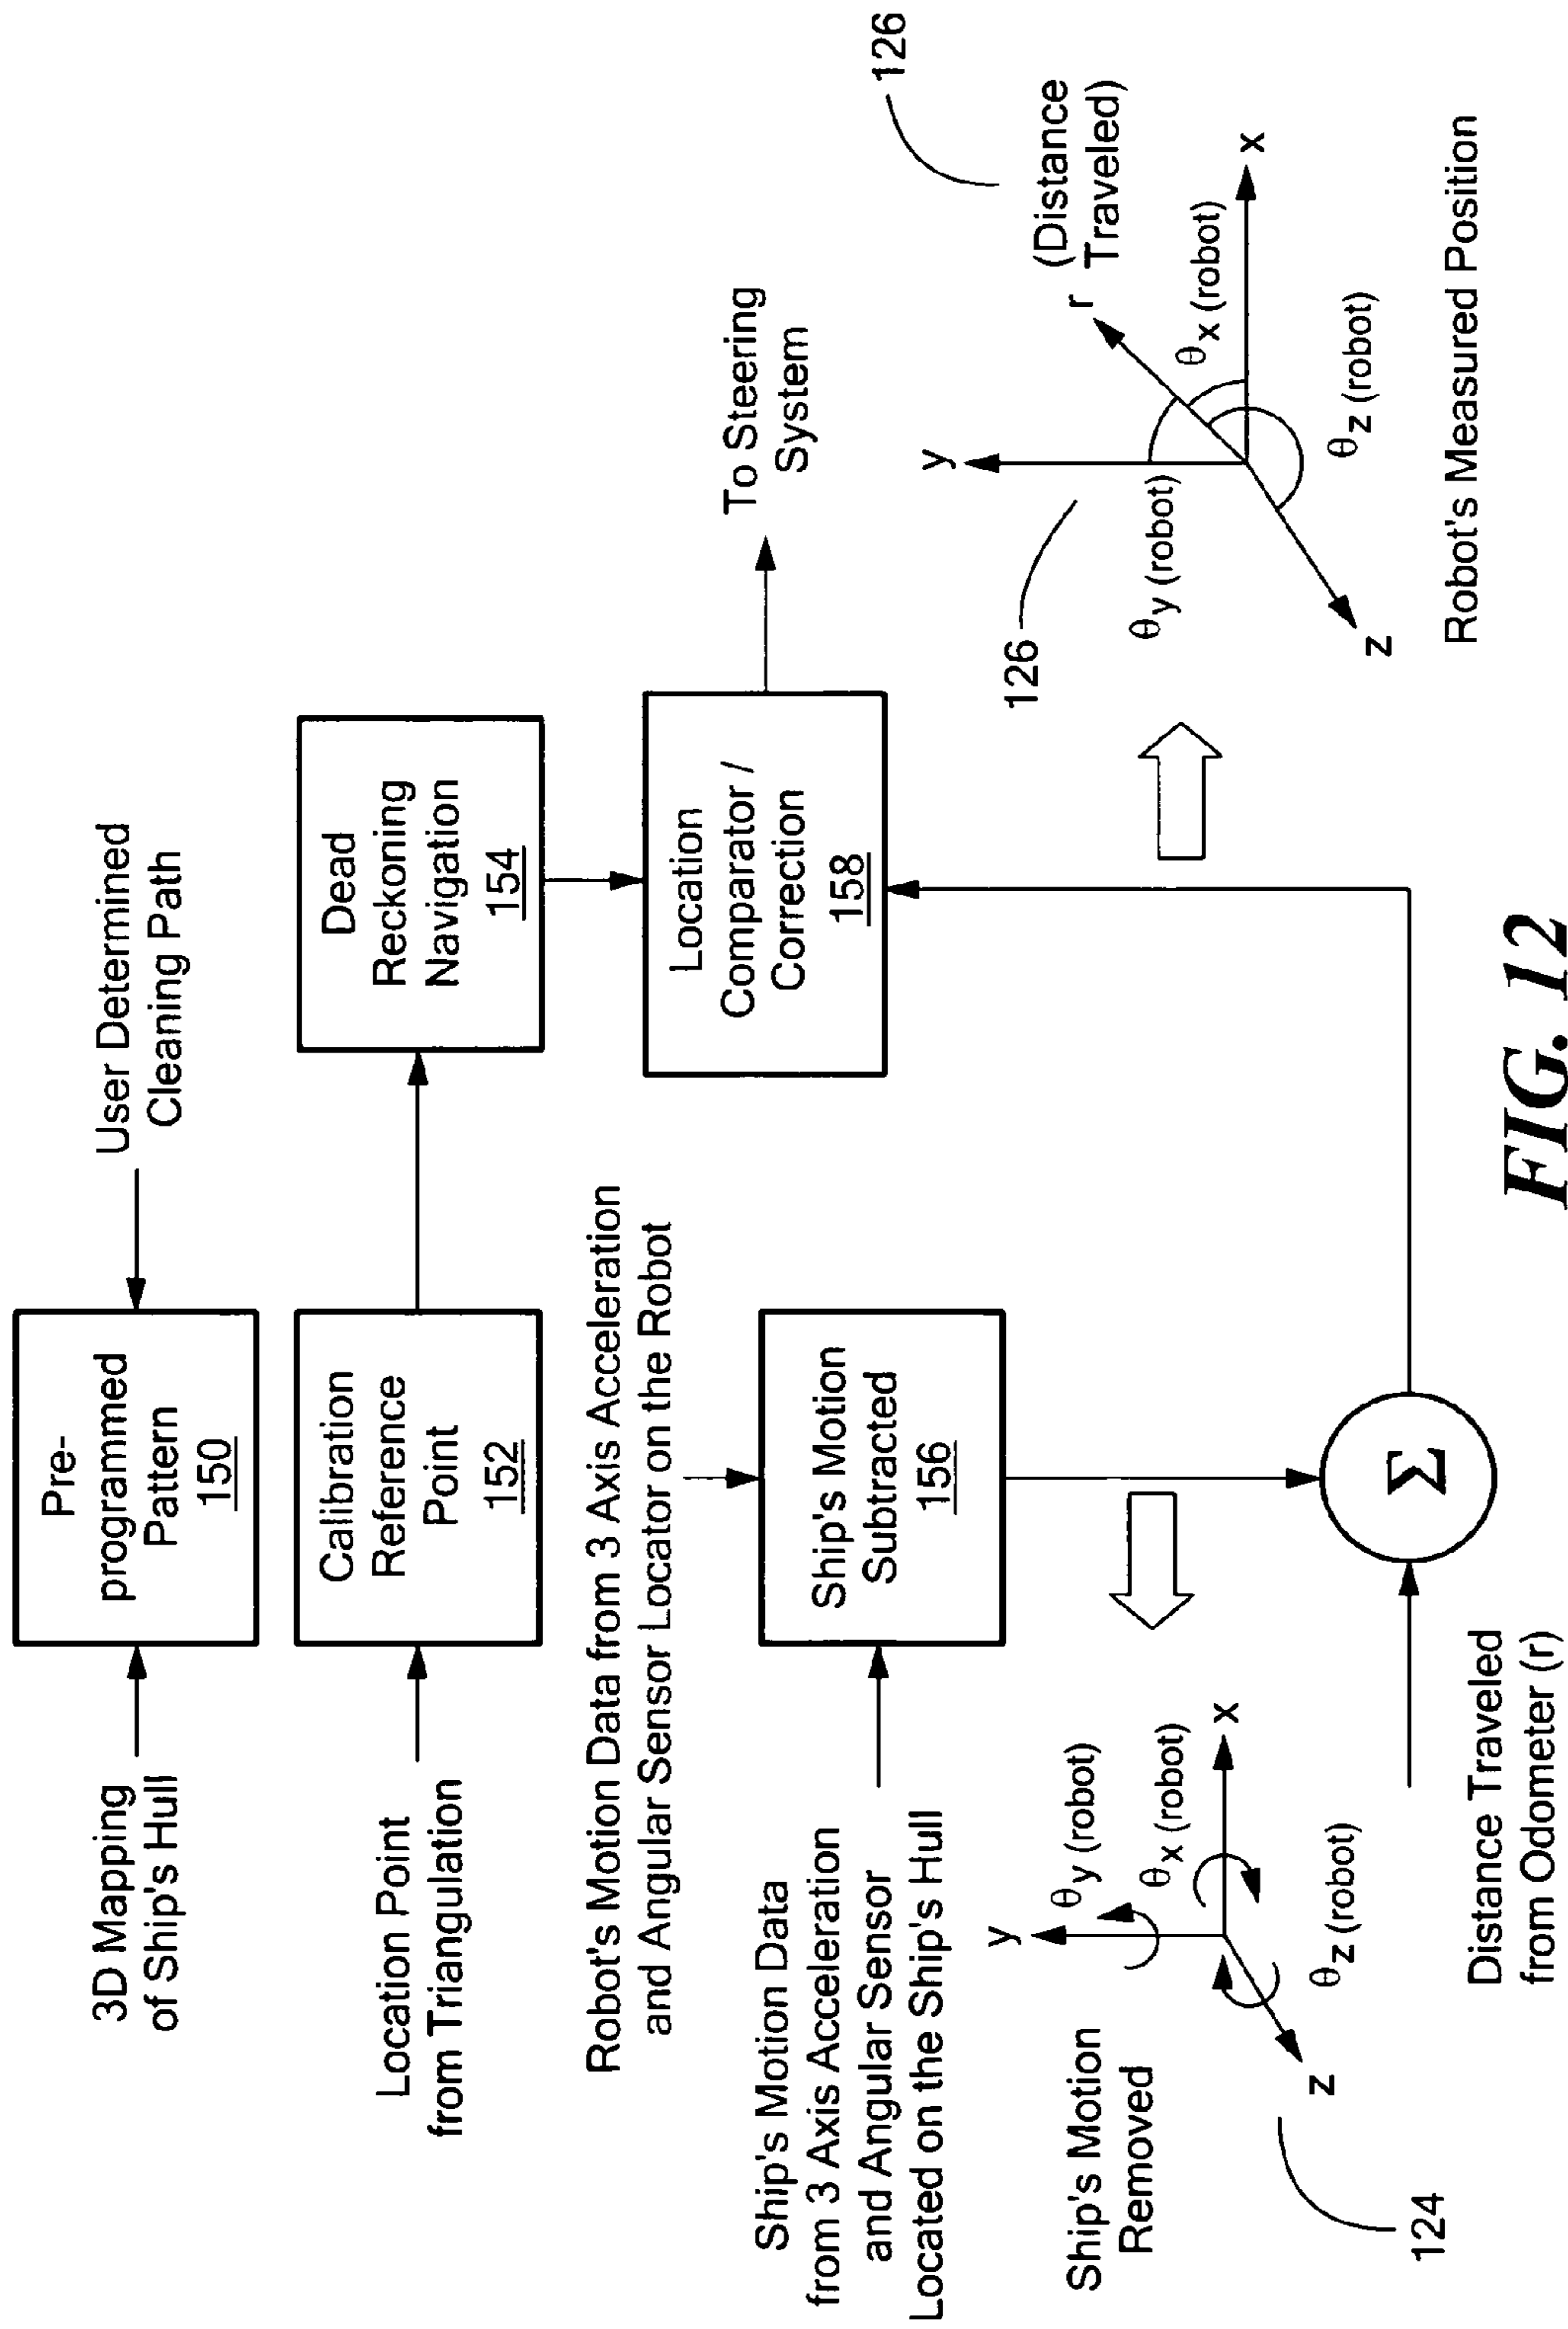 3D Mapping
of Ship's Hull
Pre-
programmed
Pattern
150
User Determined
Cleaning Path
Location Point
from Triangulation
Calibration
Reference
Point
152
Dead
Reckoning
Navigation
154
Robot's Motion Data from 3 Axis Acceleration
and Angular Sensor Locator on the Robot
Location
Comparator /
Correction
158
To Steering
System
Ship's Motion Data
from 3 Axis Acceleration
and Angular Sensor
Located on the Ship's Hull
Ship's Motion
Subtracted
156
Ship's Motion
Removed
124
y
θy (robot)
θx (robot)
x
θz (robot)
z
126
126
y
θy (robot)
r
(Distance
Traveled)
θx (robot)
x
θz (robot)
z
Robot's Measured Position
Distance Traveled
from Odometer (r)
Σ
FIG. 12